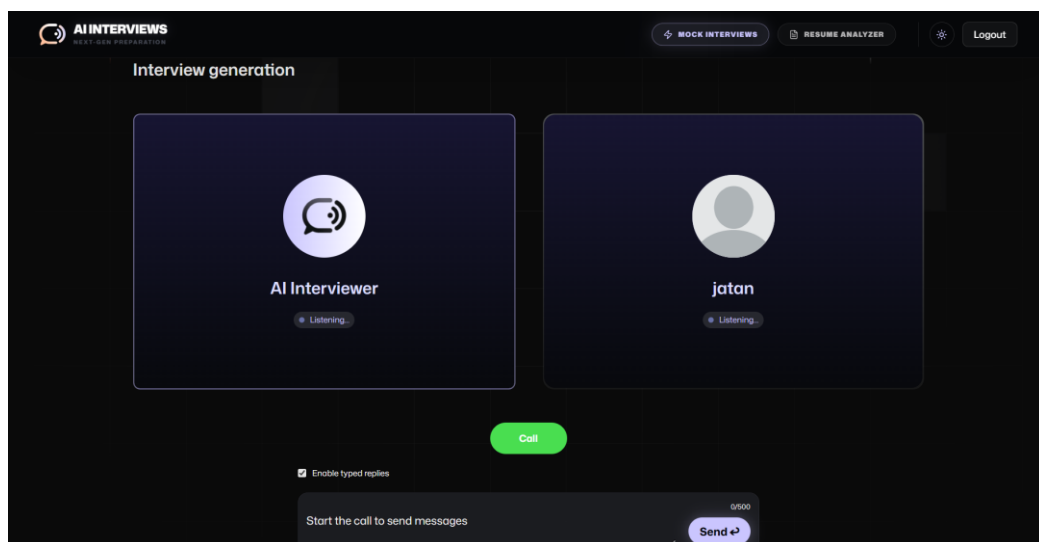 AI INTERVIEWS
NEXT-GEN PREPARATION
MOCK INTERVIEWS
RESUME ANALYZER
Logout
Interview generation
AI Interviewer
Listening...
jatan
Listening...
Call
Enable typed replies
0/500
Start the call to send messages
Send